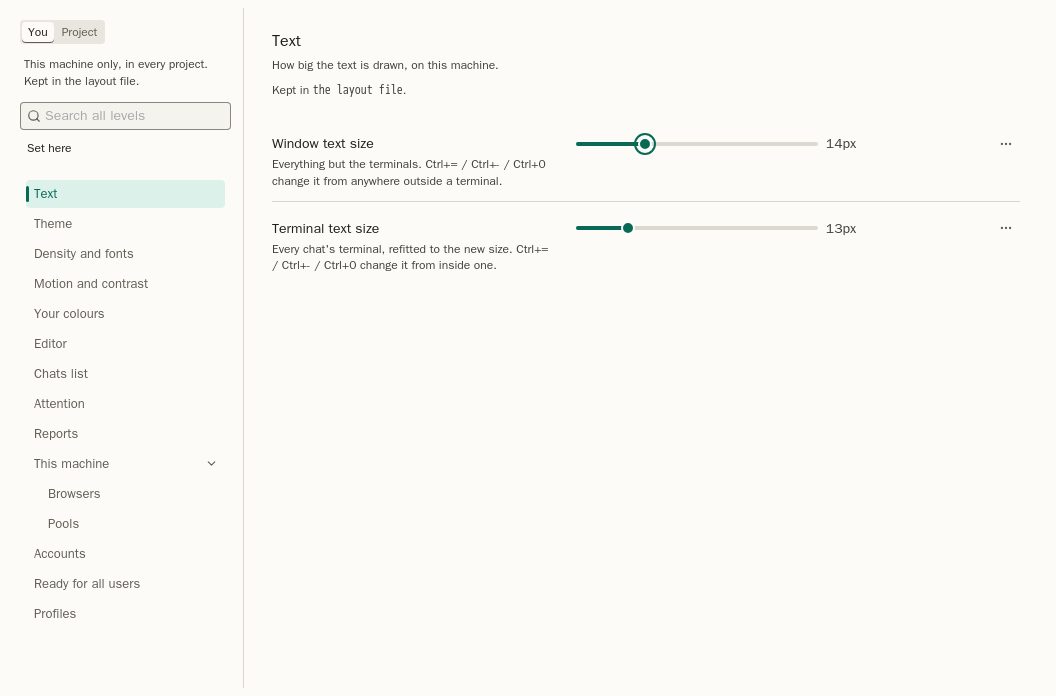 You Project
This machine only, in every project.
Kept in the layout file.
Search all levels
Set here
Text
Theme
Density and fonts
Motion and contrast
Your colours
Editor
Chats list
Attention
Reports
This machine
Browsers
Pools
Accounts
Ready for all users
Profiles
Text
How big the text is drawn, on this machine.
Kept in the layout file.
Window text size
14px
Everything but the terminals. Ctrl+= / Ctrl+- / Ctrl+0
change it from anywhere outside a terminal.
Terminal text size
13px
Every chat's terminal, refitted to the new size. Ctrl+=
/ Ctrl+- / Ctrl+0 change it from inside one.